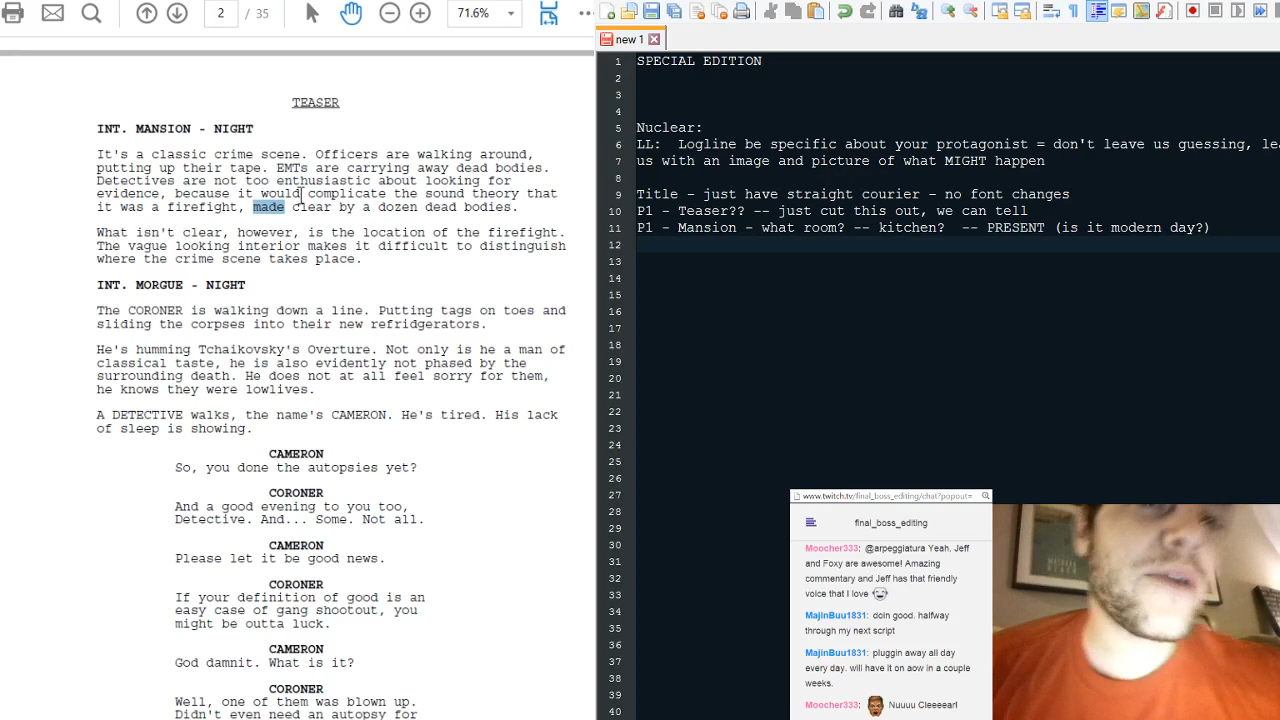 2 / 35
71.6%
TEASER
INT. MANSION - NIGHT
It's a classic crime scene. Officers are walking around,
putting up their tape. EMTs are carrying away dead bodies.
Detectives are not too enthusiastic about looking for
evidence, because it would complicate the sound theory that
it was a firefight, made clear by a dozen dead bodies.
What isn't clear, however, is the location of the firefight.
The vague looking interior makes it difficult to distinguish
where the crime scene takes place.
INT. MORGUE - NIGHT
The CORONER is walking down a line. Putting tags on toes and
sliding the corpses into their new refridgerators.
He's humming Tchaikovsky's Overture. Not only is he a man of
classical taste, he is also evidently not phased by the
surrounding death. He does not at all feel sorry for them,
he knows they were lowlives.
A DETECTIVE walks, the name's CAMERON. He's tired. His lack
of sleep is showing.
CAMERON
So, you done the autopsies yet?
CORONER
And a good evening to you too,
Detective. And... Some. Not all.
CAMERON
Please let it be good news.
CORONER
If your definition of good is an
easy case of gang shootout, you
might be outta luck.
CAMERON
God damnit. What is it?
CORONER
Well, one of them was blown up.
Didn't even need an autopsy for
new 1
1 SPECIAL EDITION
2
3
4
5 Nuclear:
6 LL: Logline be specific about your protagonist = don't leave us guessing, lea
7 us with an image and picture of what MIGHT happen
8
9 Title - just have straight courier - no font changes
10 P1 - Teaser?? -- just cut this out, we can tell
11 P1 - Mansion - what room? -- kitchen? -- PRESENT (is it modern day?)
12
13
14
15
16
17
18
19
20
21
22
23
24
25
26
27
28
29
30
31
32
33
34
35
36
37
38
39
40
www.twitch.tv/final_boss_editing/chat?popout=
final_boss_editing
Moocher333: @arpeggiatura Yeah. Jeff
and Foxy are awesome! Amazing
commentary and Jeff has that friendly
voice that I love
MajinBuu1831: doin good. halfway
through my next script
MajinBuu1831: pluggin away all day
every day. will have it on aow in a couple
weeks.
Moocher333: Nuuuu Cleeeear!